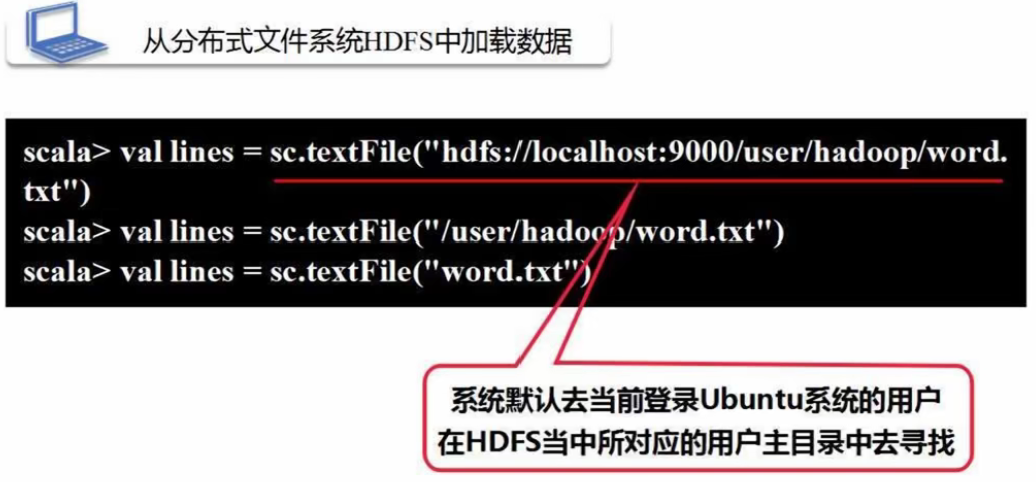 从分布式文件系统HDFS中加载数据
scala> val lines = sc.textFile("hdfs://localhost:9000/user/hadoop/word.
txt")
scala> val lines = sc.textFile("/user/hadoop/word.txt")
scala> val lines = sc.textFile("word.txt")
系统默认去当前登录Ubuntu系统的用户
在HDFS当中所对应的用户主目录中去寻找